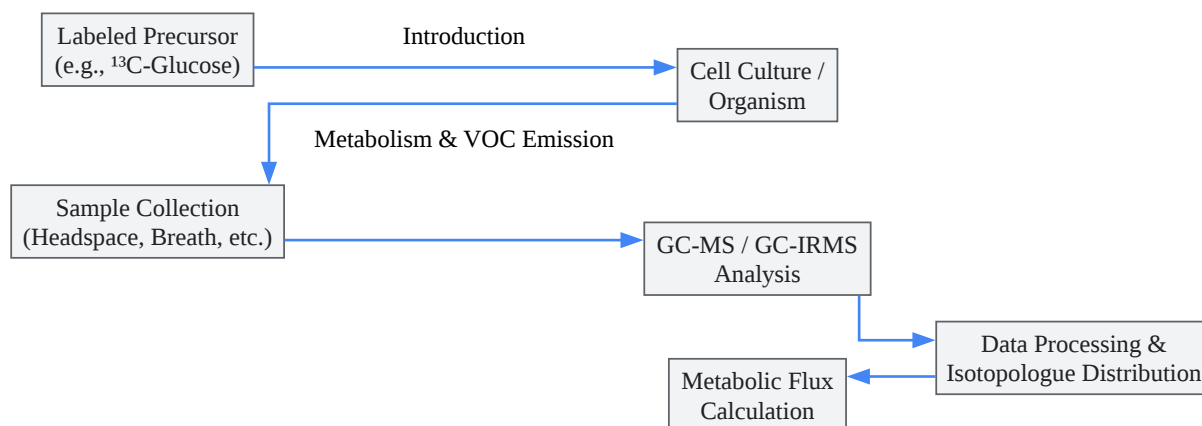 Labeled Precursor
(e.g., ¹³C-Glucose)
Introduction
Cell Culture /
Organism
Metabolism & VOC Emission
Sample Collection
(Headspace, Breath, etc.)
GC-MS / GC-IRMS
Analysis
Data Processing &
Isotopologue Distribution
Metabolic Flux
Calculation